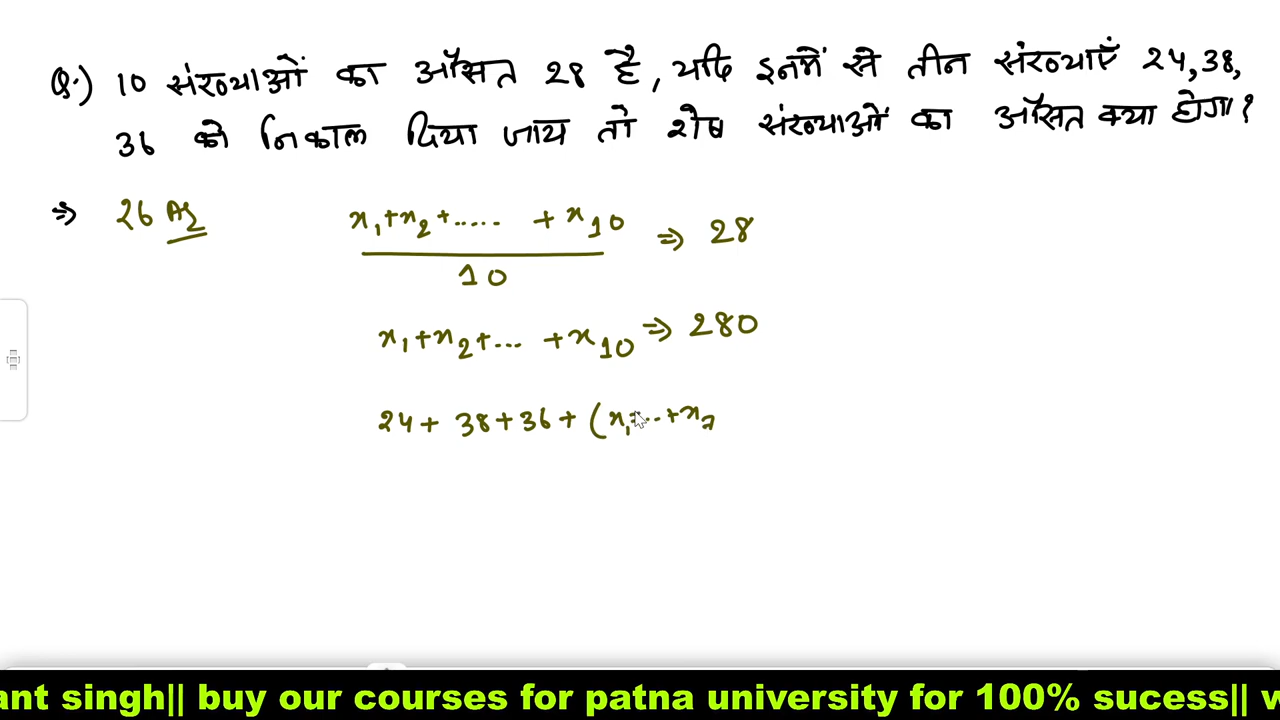 Q.) 10 संख्याओं का औसत 28 है, यदि इनमें से तीन संख्याएँ 24, 38,
36 को निकाल दिया जाय तो शेष संख्याओं का औसत क्या होगा?
⇒ 26 Ans
x₁+x₂+..... + x₁₀ ⇒ 28
10
x₁+x₂+... +x₁₀ ⇒ 280
24+ 38+36+ (x₁+...+x₇
ant singh|| buy our courses for patna university for 100% sucess|| v